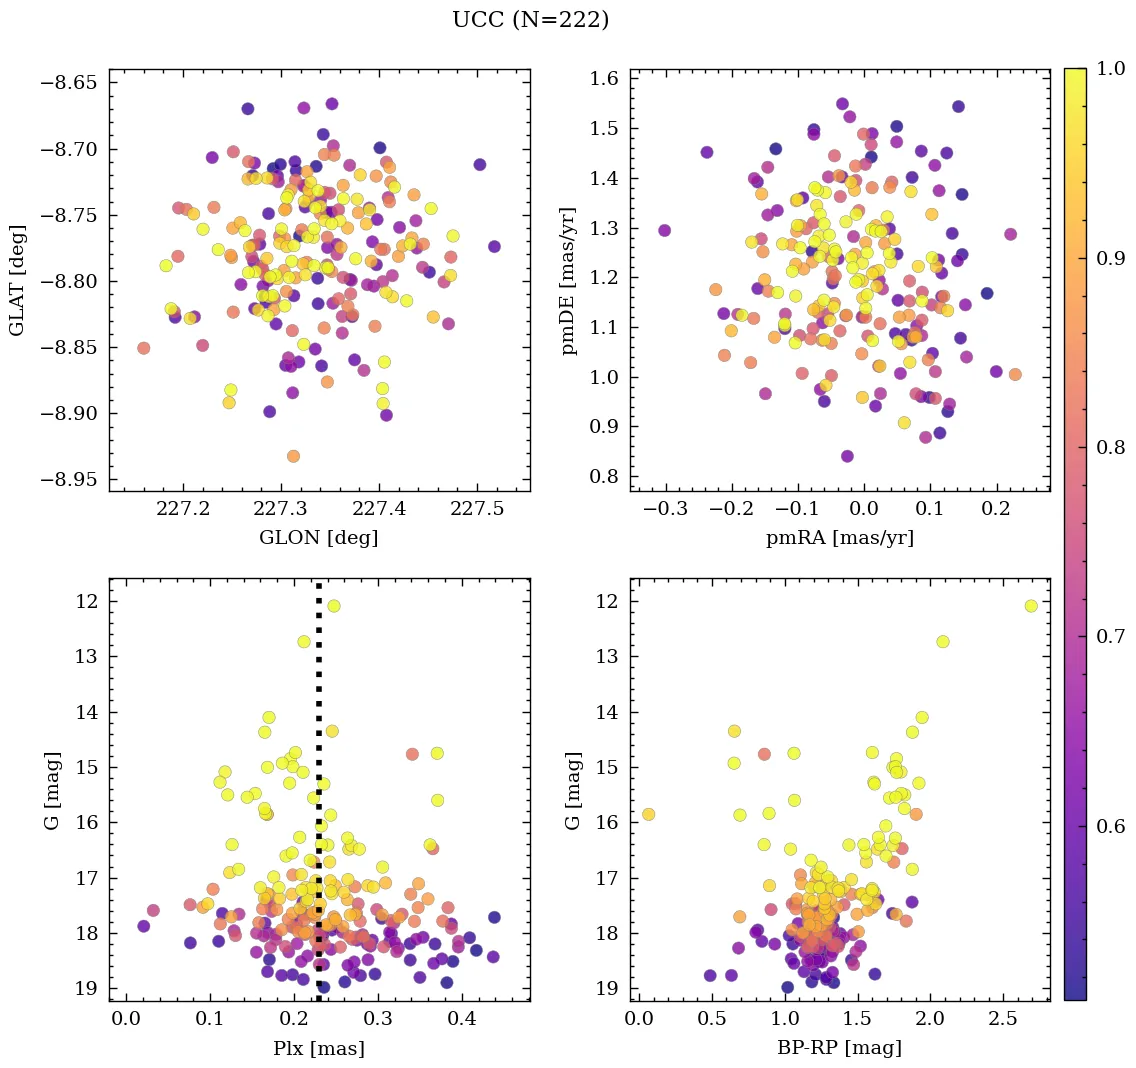 UCC (N=222)
−8.65
−8.70
−8.75
−8.80
−8.85
−8.90
−8.95
GLAT [deg]
227.2 227.3 227.4 227.5
GLON [deg]
1.6
1.5
1.4
1.3
1.2
1.1
1.0
0.9
0.8
pmDE [mas/yr]
−0.3 −0.2 −0.1 0.0 0.1 0.2
pmRA [mas/yr]
12
13
14
15
16
17
18
19
G [mag]
0.0 0.1 0.2 0.3 0.4
Plx [mas]
12
13
14
15
16
17
18
19
G [mag]
0.0 0.5 1.0 1.5 2.0 2.5
BP-RP [mag]
1.0
0.9
0.8
0.7
0.6